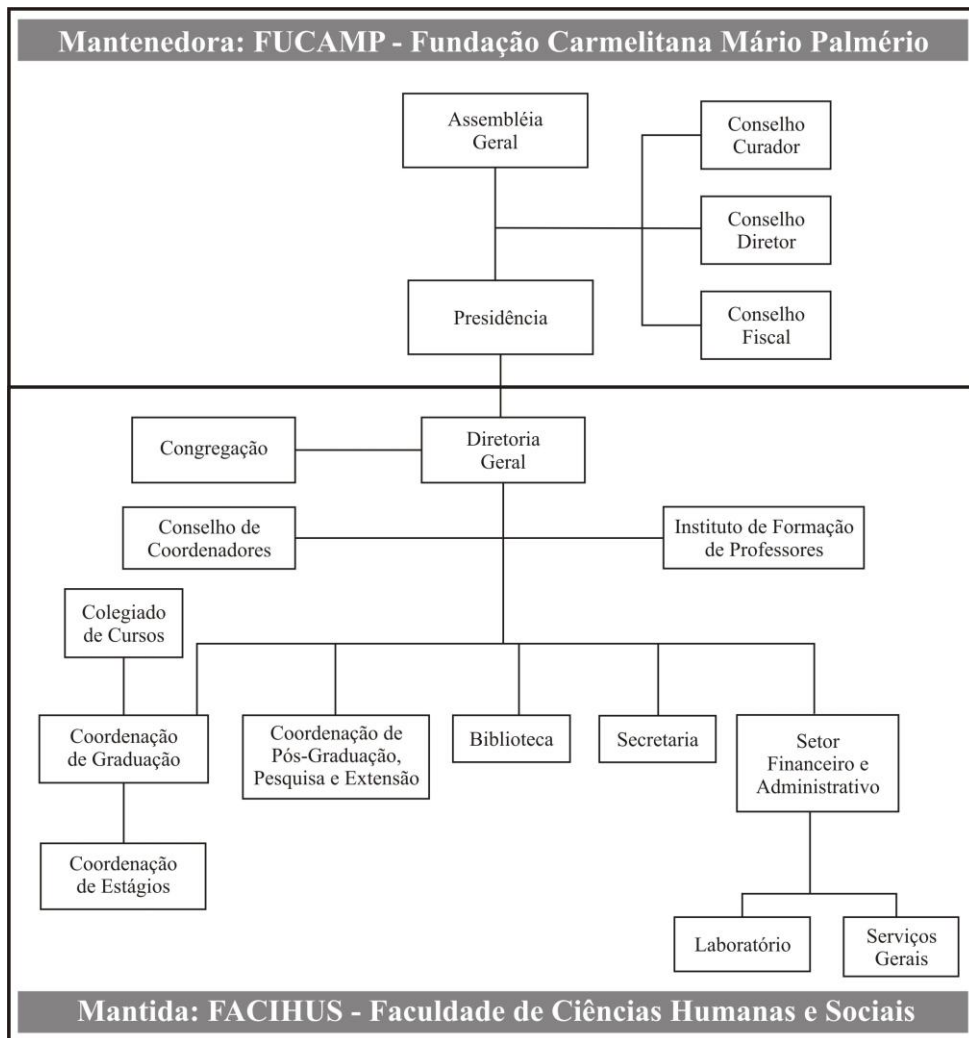 Mantenedora: FUCAMP - Fundação Carmelitana Mário Palmério
Assembléia
Geral
Conselho
Curador
Conselho
Diretor
Presidência
Conselho
Fiscal
Congregação
Diretoria
Geral
Conselho de
Coordenadores
Instituto de Formação
de Professores
Colegiado
de Cursos
Coordenação
de Graduação
Coordenação de
Pós-Graduação,
Pesquisa e Extensão
Biblioteca
Secretaria
Setor
Financeiro e
Administrativo
Coordenação
de Estágios
Laboratório
Serviços
Gerais
Mantida: FACIHUS - Faculdade de Ciências Humanas e Sociais